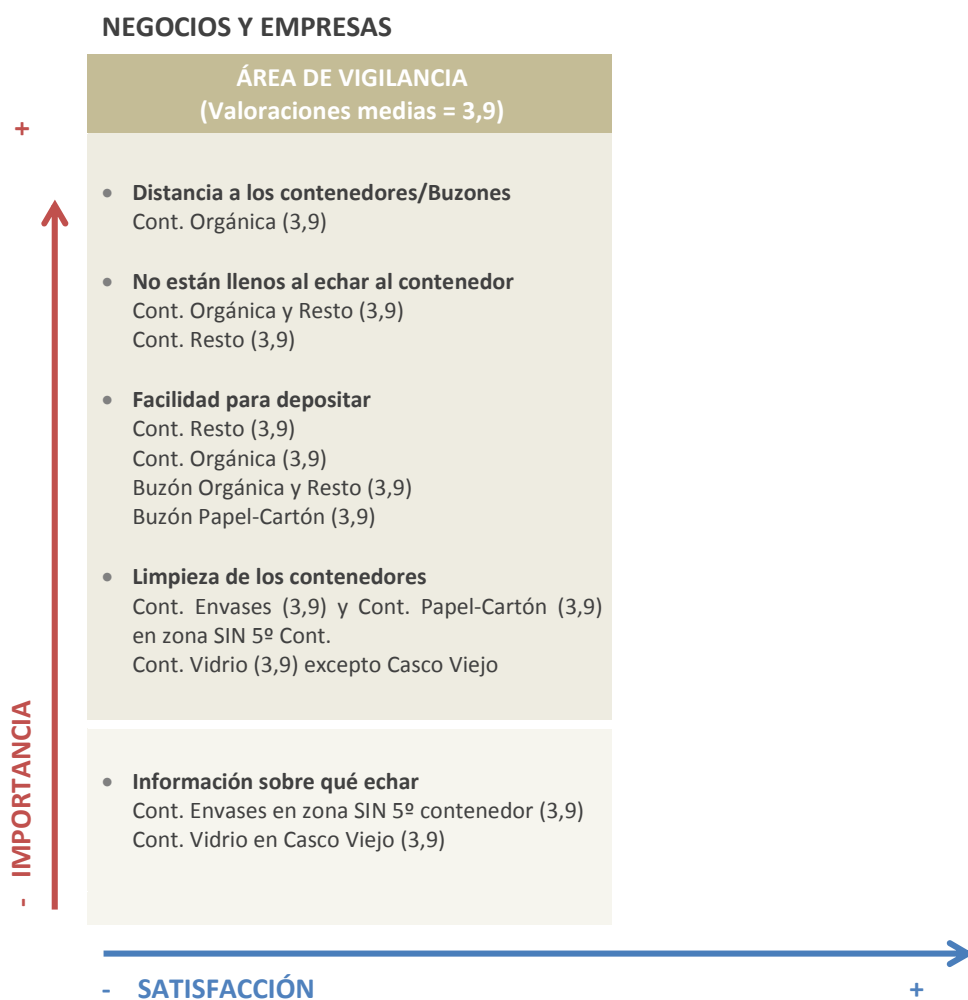 NEGOCIOS Y EMPRESAS
ÁREA DE VIGILANCIA
(Valoraciones medias = 3,9)
+
• Distancia a los contenedores/Buzones
Cont. Orgánica (3,9)
• No están llenos al echar al contenedor
Cont. Orgánica y Resto (3,9)
Cont. Resto (3,9)
• Facilidad para depositar
Cont. Resto (3,9)
Cont. Orgánica (3,9)
Buzón Orgánica y Resto (3,9)
Buzón Papel-Cartón (3,9)
• Limpieza de los contenedores
Cont. Envases (3,9) y Cont. Papel-Cartón (3,9)
en zona SIN 5º Cont.
Cont. Vidrio (3,9) excepto Casco Viejo
• Información sobre qué echar
Cont. Envases en zona SIN 5º contenedor (3,9)
Cont. Vidrio en Casco Viejo (3,9)
- IMPORTANCIA
- SATISFACCIÓN +